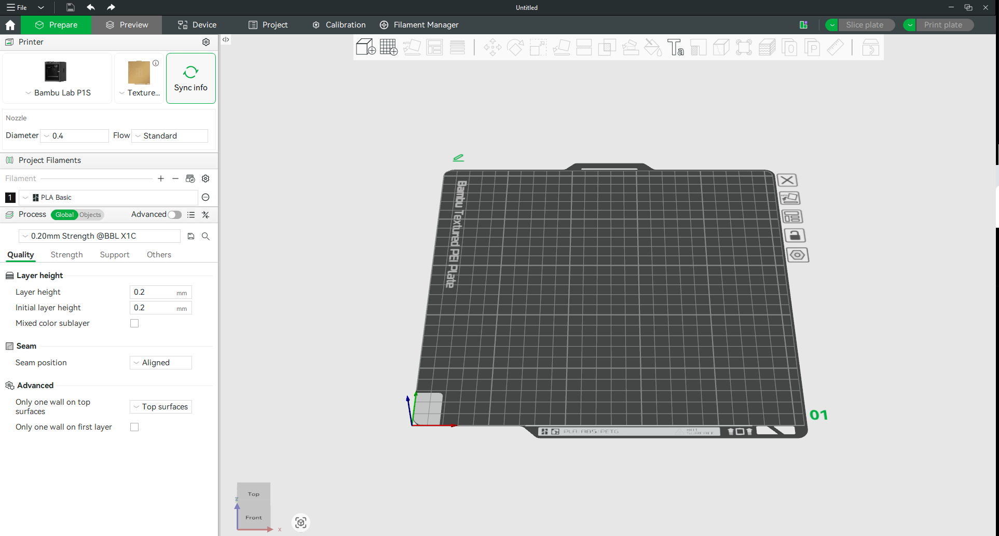 File
Untitled
Prepare
Preview
Device
Project
Calibration
Filament Manager
Slice plate
Print plate
Printer
Bambu Lab P1S
Texture...
Sync info
Nozzle
Diameter 0.4 Flow Standard
Project Filaments
Filament
1 PLA Basic
Process Global Objects Advanced
0.20mm Strength @BBL X1C
Quality Strength Support Others
Layer height
Layer height 0.2 mm
Initial layer height 0.2 mm
Mixed color sublayer
Seam
Seam position Aligned
Advanced
Only one wall on top
surfaces
Top surfaces
Only one wall on first layer
AUTO
Ta
O
P
Bambu Textured PEI Plate
01
PLA/ABS/PETG
HOT
SURFACE
Top
Front
z
x